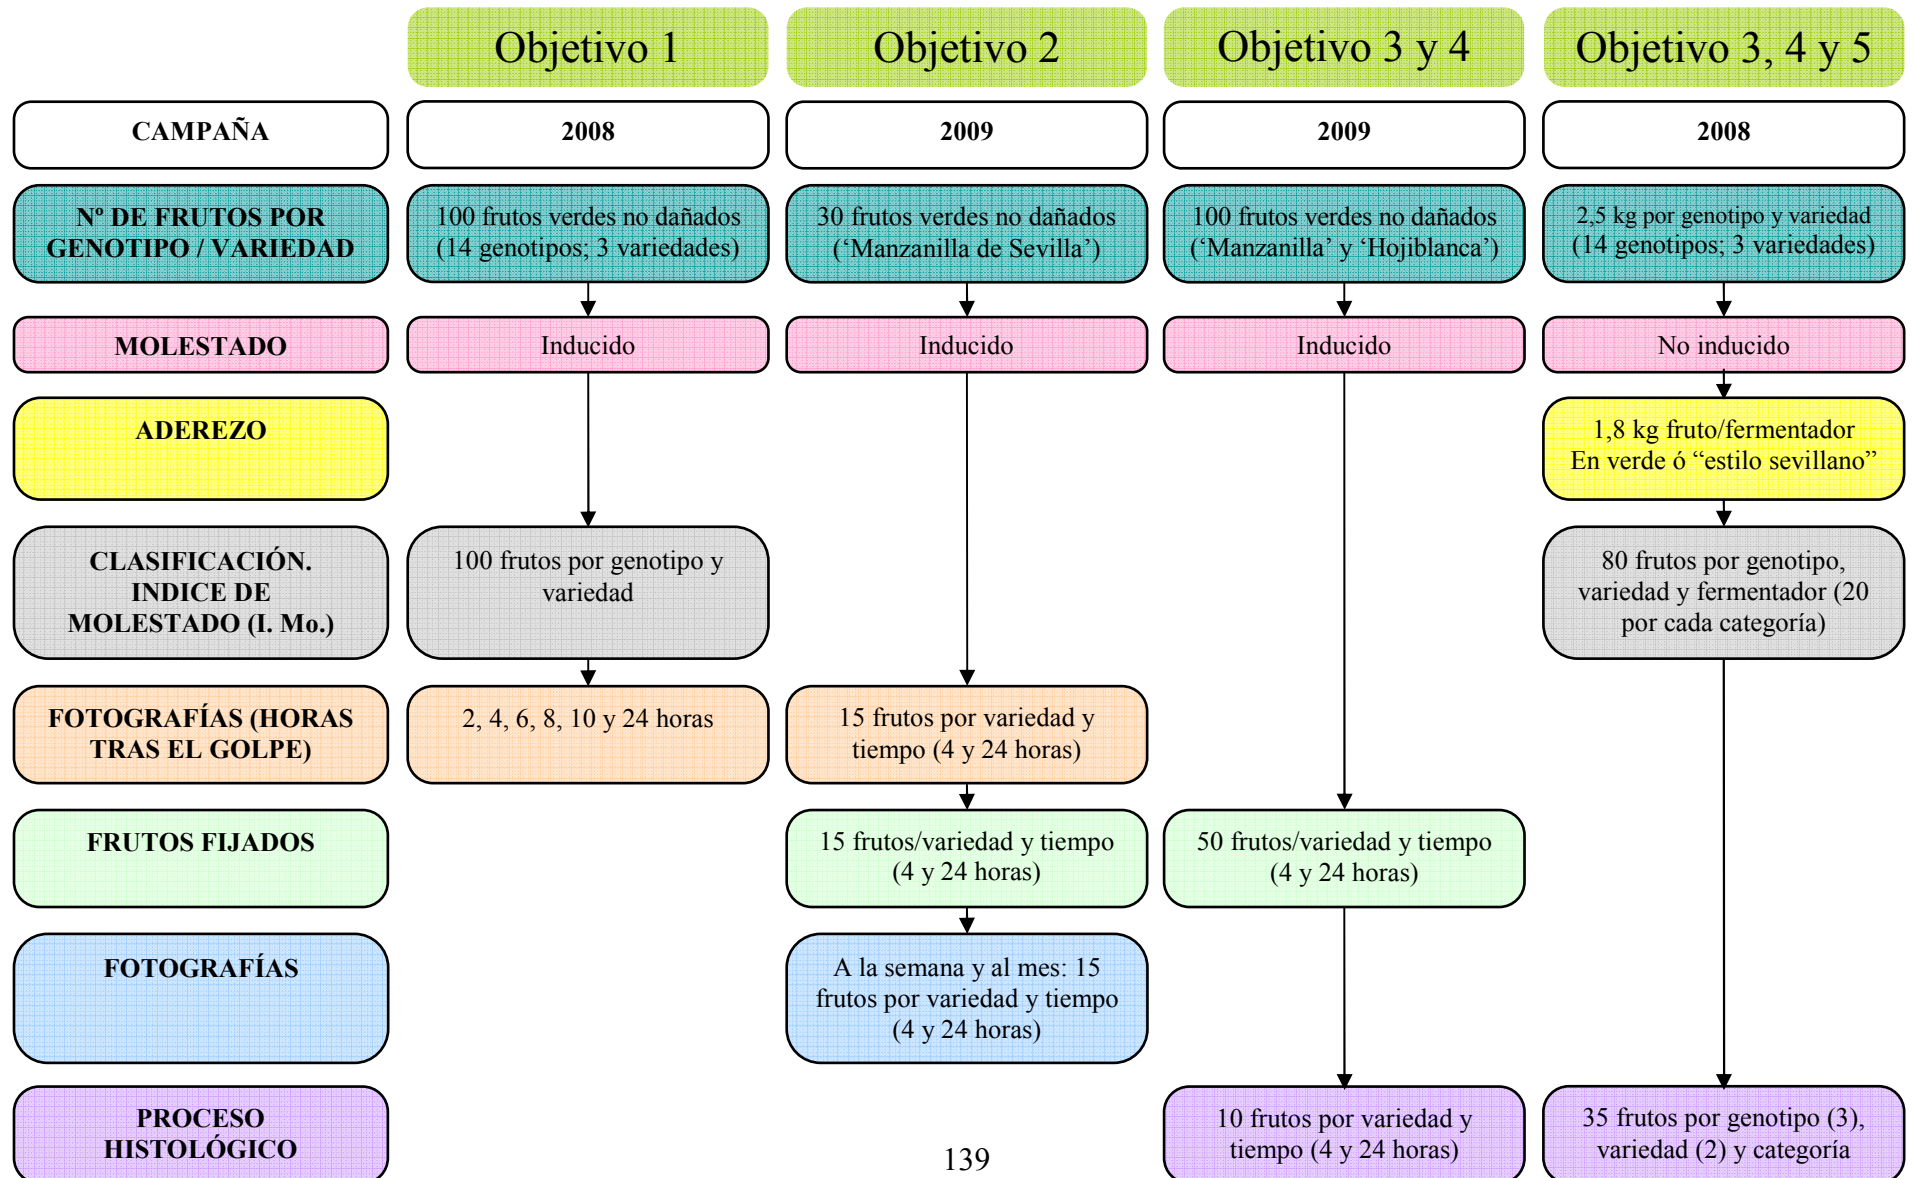 Objetivo 1
Objetivo 2
Objetivo 3 y 4
Objetivo 3, 4 y 5
CAMPAÑA
2008
2009
2009
2008
Nº DE FRUTOS POR
GENOTIPO / VARIEDAD
100 frutos verdes no dañados
(14 genotipos; 3 variedades)
30 frutos verdes no dañados
(‘Manzanilla de Sevilla’)
100 frutos verdes no dañados
(‘Manzanilla’ y ‘Hojiblanca’)
2,5 kg por genotipo y variedad
(14 genotipos; 3 variedades)
MOLESTADO
Inducido
Inducido
Inducido
No inducido
ADEREZO
1,8 kg fruto/fermentador
En verde ó “estilo sevillano”
CLASIFICACIÓN.
INDICE DE
MOLESTADO (I. Mo.)
100 frutos por genotipo y
variedad
80 frutos por genotipo,
variedad y fermentador (20
por cada categoría)
FOTOGRAFÍAS (HORAS
TRAS EL GOLPE)
2, 4, 6, 8, 10 y 24 horas
15 frutos por variedad y
tiempo (4 y 24 horas)
FRUTOS FIJADOS
15 frutos/variedad y tiempo
(4 y 24 horas)
50 frutos/variedad y tiempo
(4 y 24 horas)
FOTOGRAFÍAS
A la semana y al mes: 15
frutos por variedad y tiempo
(4 y 24 horas)
PROCESO
HISTOLÓGICO
10 frutos por variedad y
tiempo (4 y 24 horas)
35 frutos por genotipo (3),
variedad (2) y categoría
139